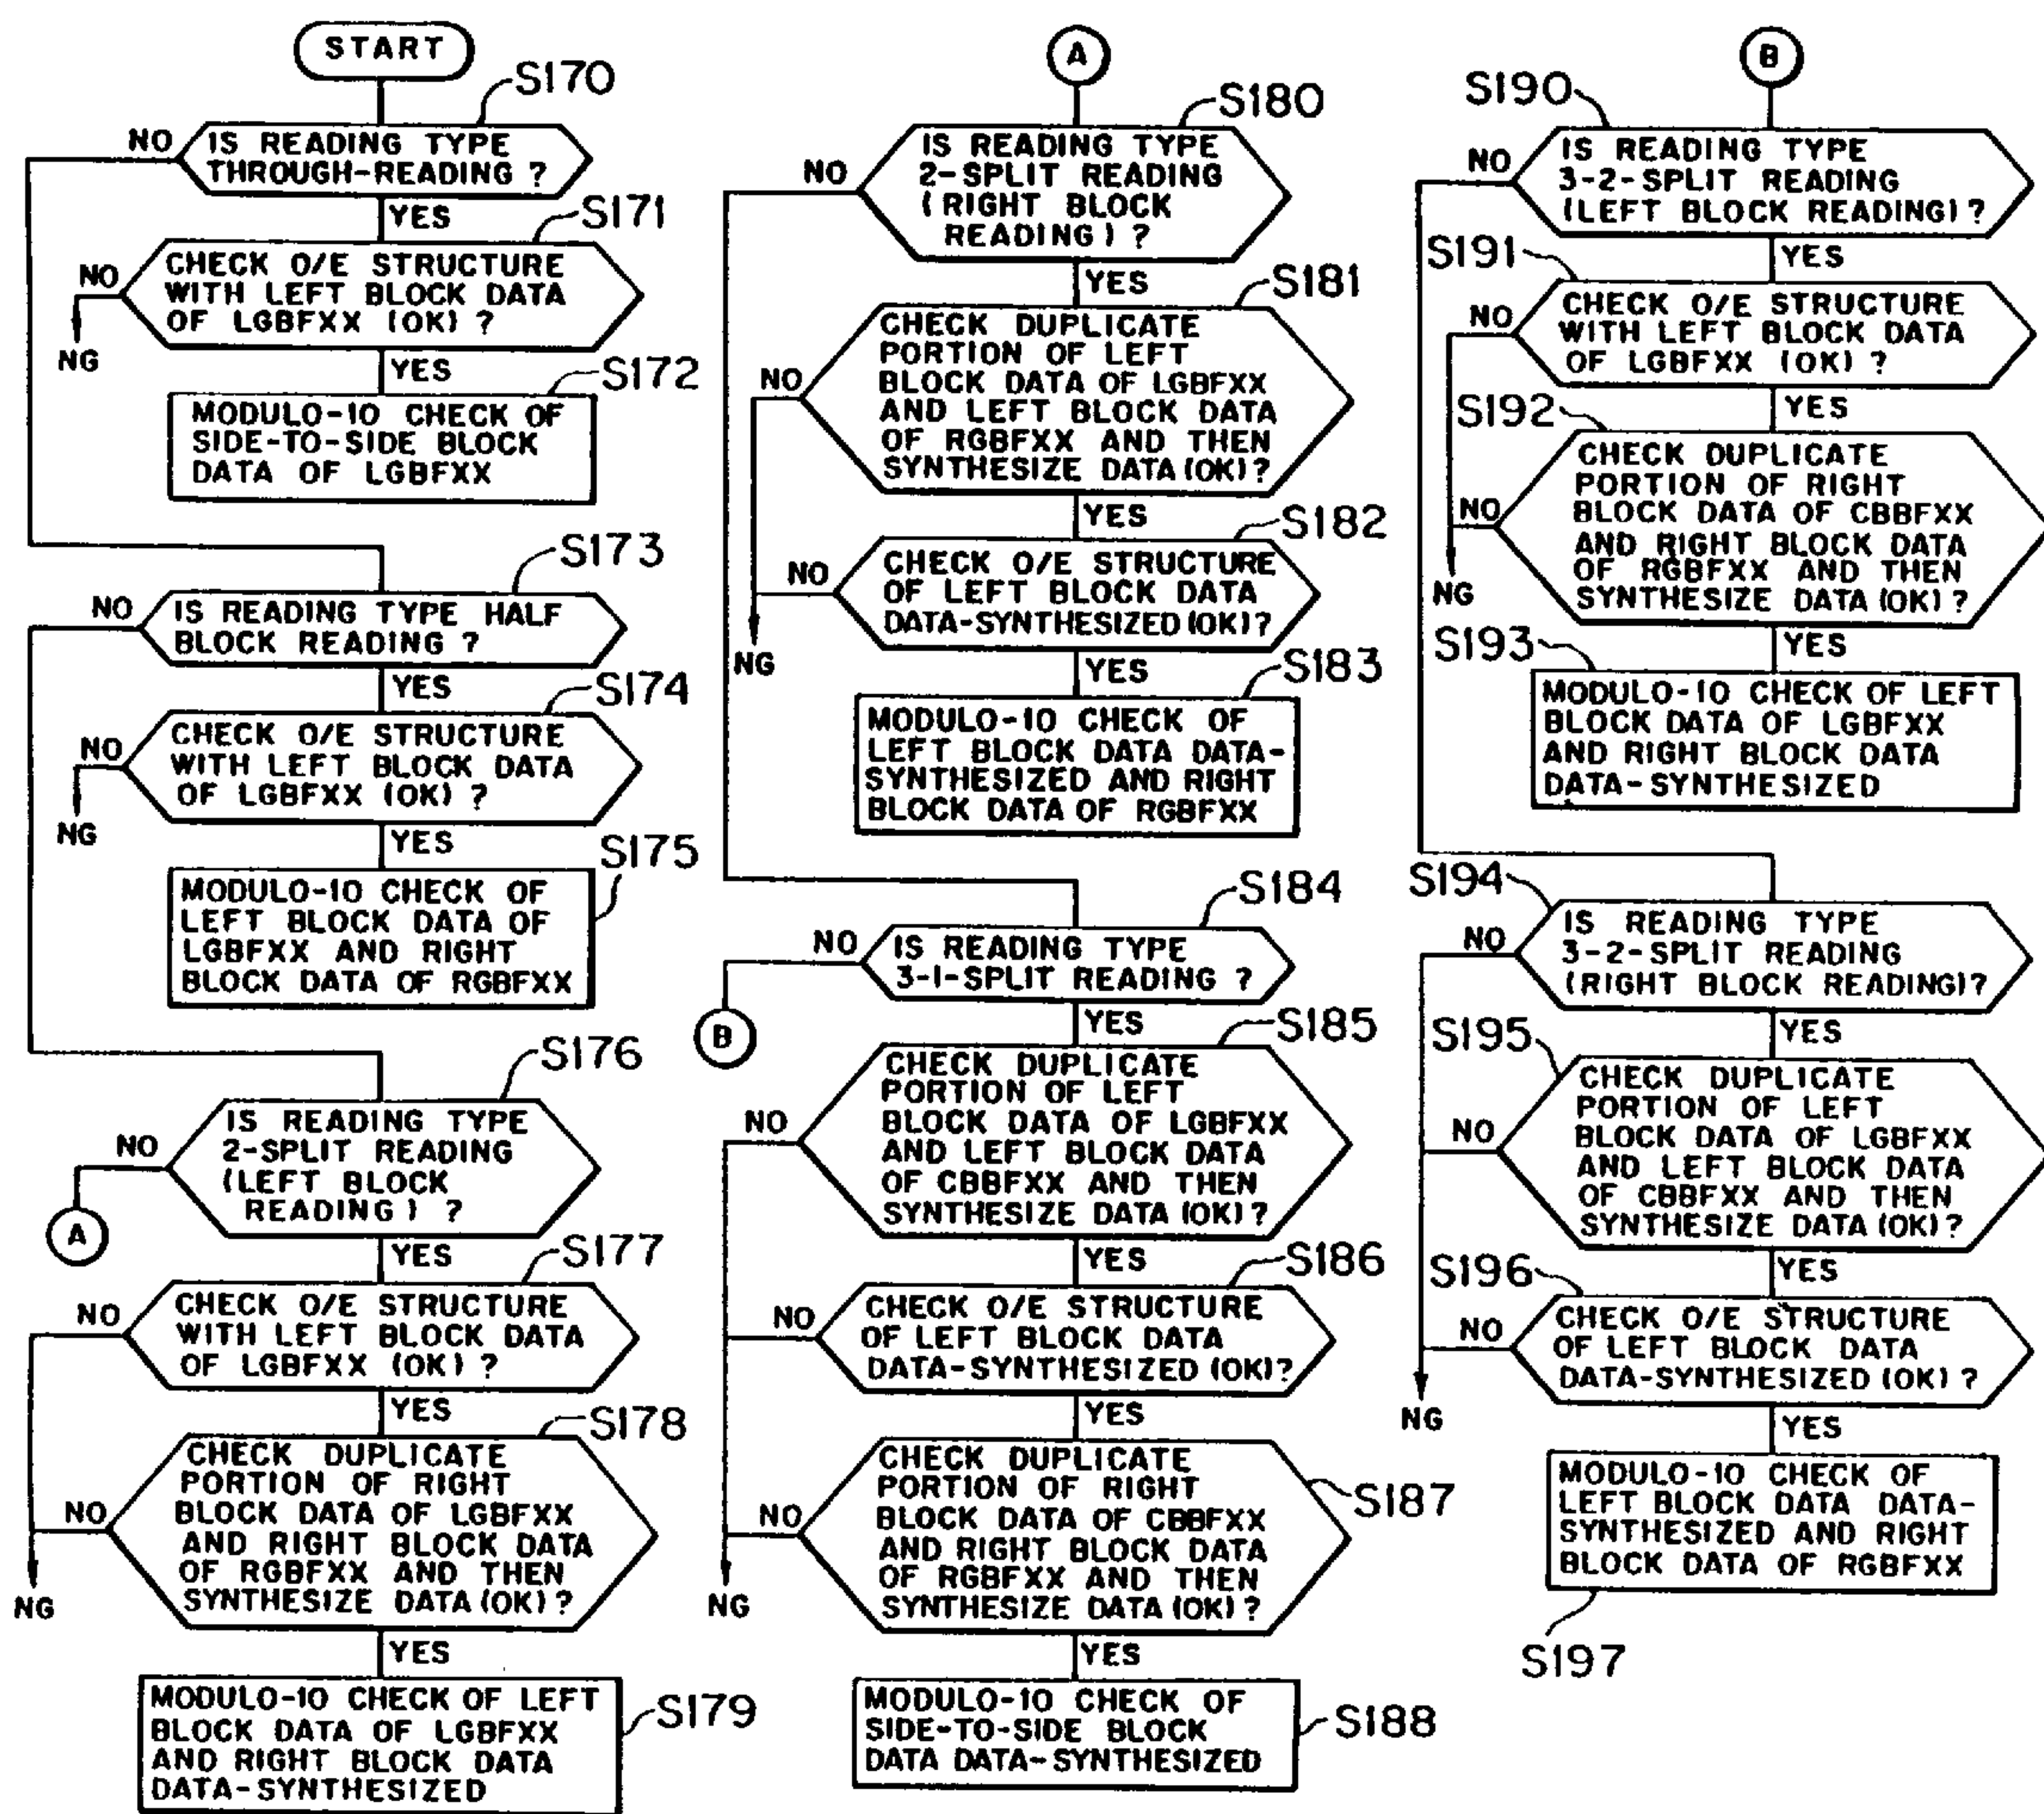 START
S170
NO
IS READING TYPE
THROUGH-READING ?
YES
S171
NO
CHECK O/E STRUCTURE
WITH LEFT BLOCK DATA
OF LGBFXX (OK) ?
NG
YES
S172
MODULO-10 CHECK OF
SIDE-TO-SIDE BLOCK
DATA OF LGBFXX
S173
NO
IS READING TYPE HALF
BLOCK READING ?
YES
S174
NO
CHECK O/E STRUCTURE
WITH LEFT BLOCK DATA
OF LGBFXX (OK) ?
NG
YES
S175
MODULO-10 CHECK OF
LEFT BLOCK DATA OF
LGBFXX AND RIGHT
BLOCK DATA OF RGBFXX
S176
NO
IS READING TYPE
2-SPLIT READING
(LEFT BLOCK
READING) ?
A
YES
S177
NO
CHECK O/E STRUCTURE
WITH LEFT BLOCK DATA
OF LGBFXX (OK) ?
YES
S178
NO
CHECK DUPLICATE
PORTION OF RIGHT
BLOCK DATA OF LGBFXX
AND RIGHT BLOCK DATA
OF RGBFXX AND THEN
SYNTHESIZE DATA (OK) ?
NG
YES
S179
MODULO-10 CHECK OF LEFT
BLOCK DATA OF LGBFXX
AND RIGHT BLOCK DATA
DATA-SYNTHESIZED
A
S180
NO
IS READING TYPE
2-SPLIT READING
(RIGHT BLOCK
READING) ?
YES
S181
NO
CHECK DUPLICATE
PORTION OF LEFT
BLOCK DATA OF LGBFXX
AND LEFT BLOCK DATA
OF RGBFXX AND THEN
SYNTHESIZE DATA (OK) ?
YES
S182
NO
CHECK O/E STRUCTURE
OF LEFT BLOCK DATA
DATA-SYNTHESIZED (OK) ?
NG
YES
S183
MODULO-10 CHECK OF
LEFT BLOCK DATA DATA-
SYNTHESIZED AND RIGHT
BLOCK DATA OF RGBFXX
S184
NO
IS READING TYPE
3-1-SPLIT READING ?
B
YES
S185
NO
CHECK DUPLICATE
PORTION OF LEFT
BLOCK DATA OF LGBFXX
AND LEFT BLOCK DATA
OF CBBFXX AND THEN
SYNTHESIZE DATA (OK) ?
YES
S186
NO
CHECK O/E STRUCTURE
OF LEFT BLOCK DATA
DATA-SYNTHESIZED (OK) ?
YES
S187
NO
CHECK DUPLICATE
PORTION OF RIGHT
BLOCK DATA OF CBBFXX
AND RIGHT BLOCK DATA
OF RGBFXX AND THEN
SYNTHESIZE DATA (OK) ?
NG
YES
S188
MODULO-10 CHECK OF
SIDE-TO-SIDE BLOCK
DATA DATA-SYNTHESIZED
B
S190
NO
IS READING TYPE
3-2-SPLIT READING
(LEFT BLOCK READING) ?
YES
S191
NO
CHECK O/E STRUCTURE
WITH LEFT BLOCK DATA
OF LGBFXX (OK) ?
YES
S192
NO
CHECK DUPLICATE
PORTION OF RIGHT
BLOCK DATA OF CBBFXX
AND RIGHT BLOCK DATA
OF RGBFXX AND THEN
SYNTHESIZE DATA (OK) ?
NG
YES
S193
MODULO-10 CHECK OF LEFT
BLOCK DATA OF LGBFXX
AND RIGHT BLOCK DATA
DATA-SYNTHESIZED
S194
NO
IS READING TYPE
3-2-SPLIT READING
(RIGHT BLOCK READING) ?
YES
S195
NO
CHECK DUPLICATE
PORTION OF LEFT
BLOCK DATA OF LGBFXX
AND LEFT BLOCK DATA
OF CBBFXX AND THEN
SYNTHESIZE DATA (OK) ?
YES
S196
NO
CHECK O/E STRUCTURE
OF LEFT BLOCK DATA
DATA-SYNTHESIZED (OK) ?
NG
YES
MODULO-10 CHECK OF
LEFT BLOCK DATA DATA-
SYNTHESIZED AND RIGHT
BLOCK DATA OF RGBFXX
S197